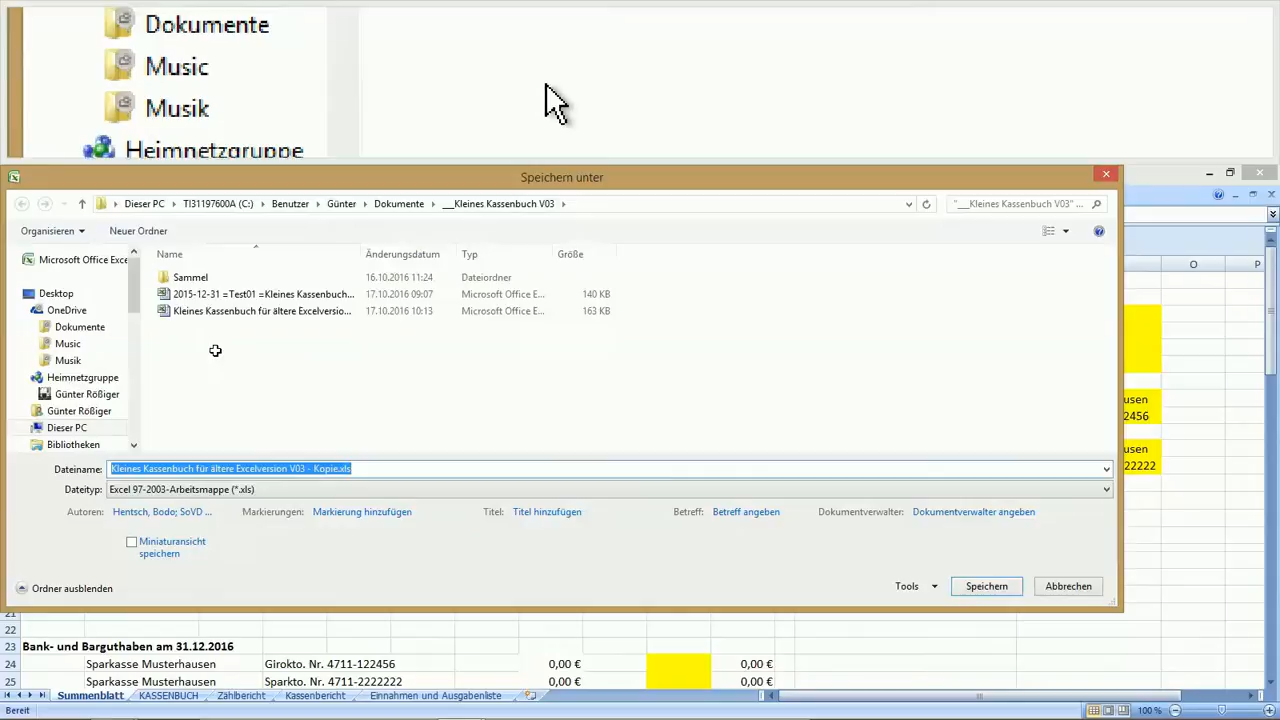 Dokumente
Music
Musik
Heimnetzgruppe
Speichern unter
Dieser PC TI31197600A (C:) Benutzer Günter Dokumente __Kleines Kassenbuch V03 "__Kleines Kassenbuch V03" ...
Organisieren Neuer Ordner
Name Änderungsdatum Typ Größe
Microsoft Office Exce
Sammel 16.10.2016 11:24 Dateiordner
2015-12-31 =Test01 =Kleines Kassenbuch... 17.10.2016 09:07 Microsoft Office E... 140 KB
Kleines Kassenbuch für ältere Excelversio... 17.10.2016 10:13 Microsoft Office E... 163 KB
Desktop
OneDrive
Dokumente
Music
Musik
Heimnetzgruppe
Günter Rößiger
Günter Rößiger
Dieser PC
Bibliotheken
O P
usen
2456
usen
22222
Dateiname: Kleines Kassenbuch für ältere Excelversion V03 - Kopie.xls
Dateityp: Excel 97-2003-Arbeitsmappe (*.xls)
Autoren: Hentsch, Bodo; SoVD ... Markierungen: Markierung hinzufügen Titel: Titel hinzufügen Betreff: Betreff angeben Dokumentverwalter: Dokumentverwalter angeben
Miniaturansicht
speichern
Ordner ausblenden Tools Speichern Abbrechen
21
22
23 Bank- und Barguthaben am 31.12.2016
24 Sparkasse Musterhausen Girokto. Nr. 4711-122456 0,00 € 0,00 €
25 Sparkasse Musterhausen Sparkto. Nr. 4711-2222222 0,00 € 0,00 €
Summenblatt KASSENBUCH Zählbericht Kassenbericht Einnahmen und Ausgabenliste
Bereit 100 %